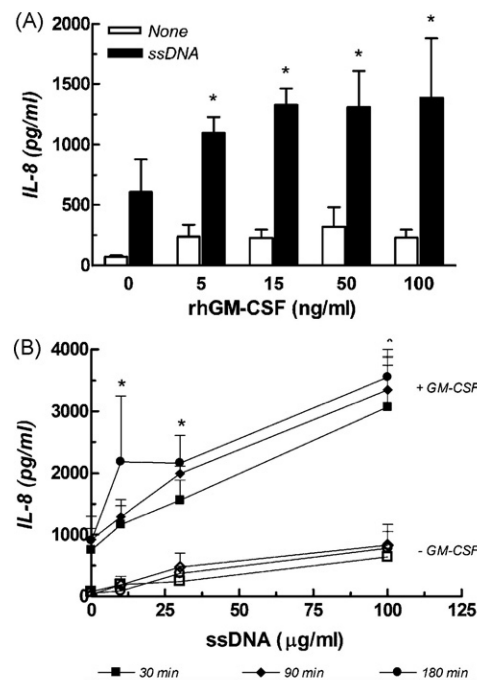 (A)
2000
1500
1000
500
0
IL-8 (pg/ml)
None
ssDNA
* * * *
0 5 15 50 100
rhGM-CSF (ng/ml)
(B)
4000
3000
2000
1000
0
IL-8 (pg/ml)
* *
+ GM-CSF
- GM-CSF
0 25 50 75 100 125
ssDNA (μg/ml)
30 min 90 min 180 min